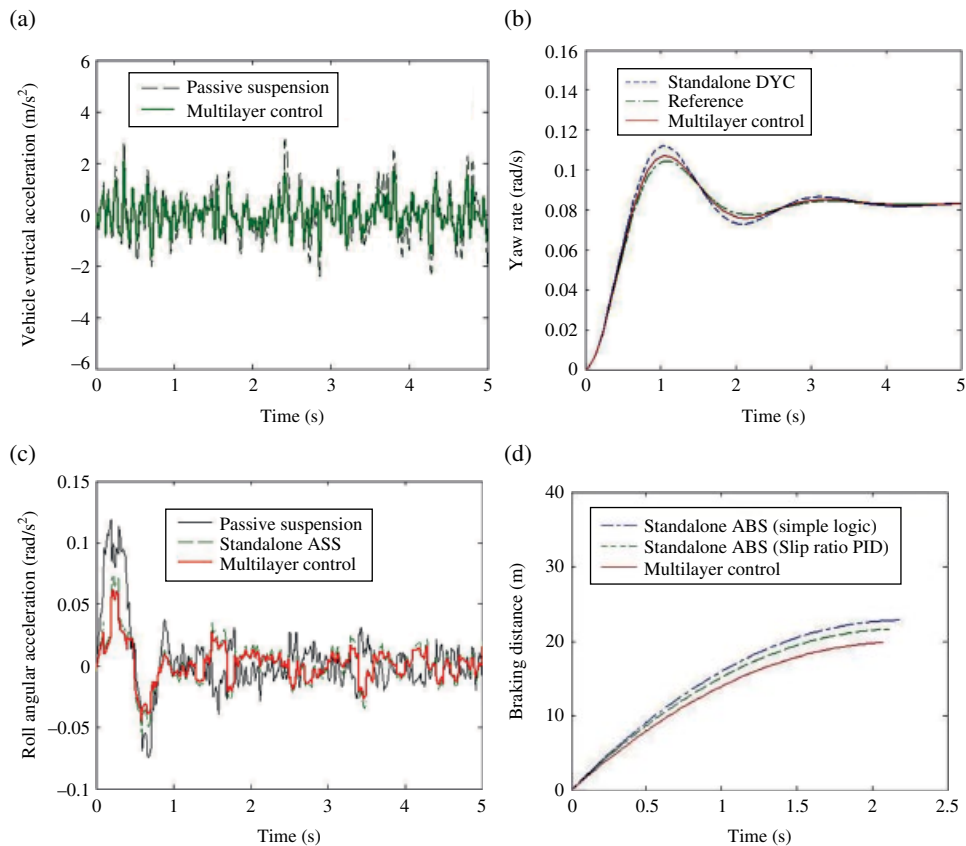 (a)
Vehicle vertical acceleration (m/s²)
6
4
2
0
–2
–4
–6
Passive suspension
Multilayer control
0 1 2 3 4 5
Time (s)
(b)
Yaw rate (rad/s)
0.16
0.14
0.12
0.1
0.08
0.06
0.04
0.02
0
Standalone DYC
Reference
Multilayer control
0 1 2 3 4 5
Time (s)
(c)
Roll angular acceleration (rad/s²)
0.15
0.1
0.05
0
–0.05
–0.1
Passive suspension
Standalone ASS
Multilayer control
0 1 2 3 4 5
Time (s)
(d)
Braking distance (m)
40
30
20
10
0
Standalone ABS (simple logic)
Standalone ABS (Slip ratio PID)
Multilayer control
0 0.5 1 1.5 2 2.5
Time (s)